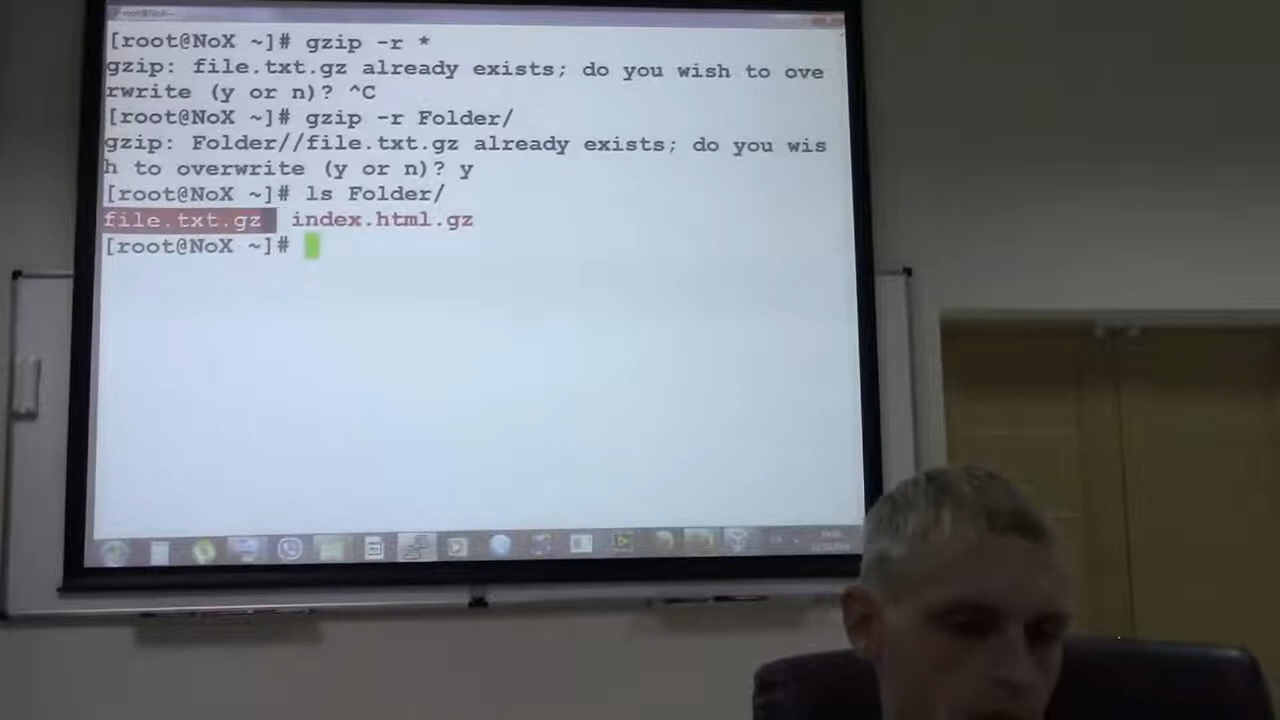 [root@NoX ~]# gzip -r *
gzip: file.txt.gz already exists; do you wish to ove
rwrite (y or n)? ^C
[root@NoX ~]# gzip -r Folder/
gzip: Folder//file.txt.gz already exists; do you wis
h to overwrite (y or n)? y
[root@NoX ~]# ls Folder/
file.txt.gz index.html.gz
[root@NoX ~]#